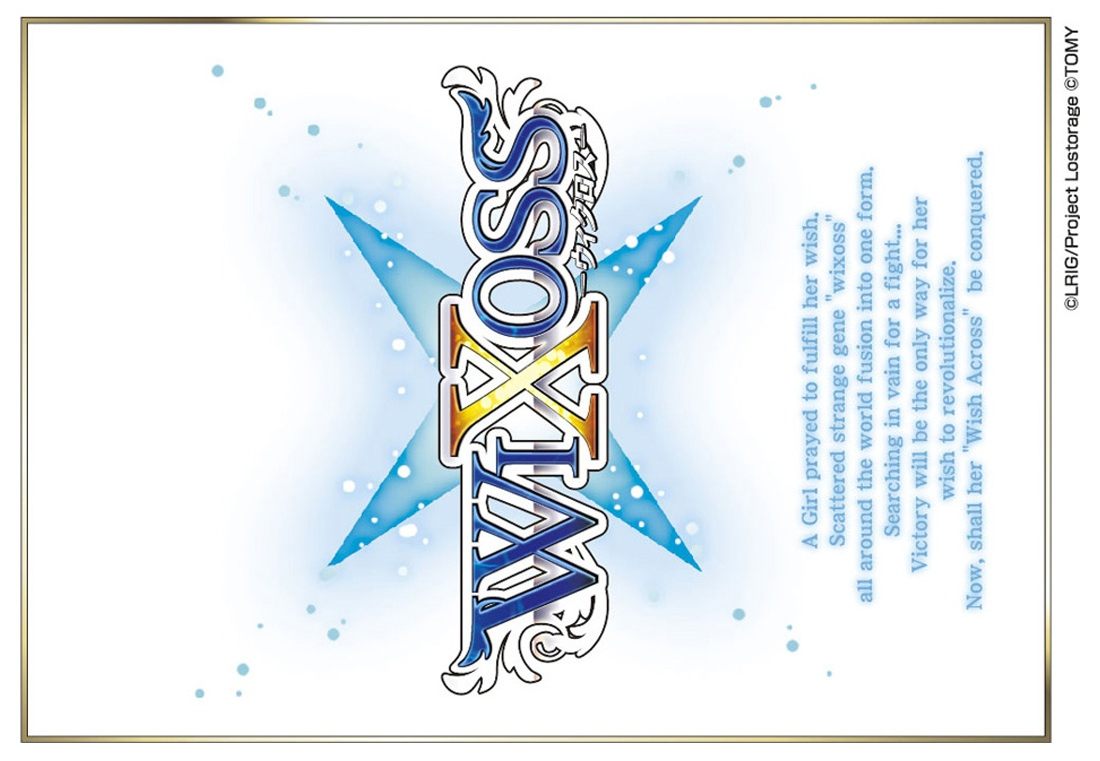 WIXOSS
ーウィクロスー
A Girl prayed to fulfill her wish.
Scattered strange gene "wixoss"
all around the world fusion into one form.
Searching in vain for a fight...
Victory will be the only way for her
wish to revolutionalize.
Now, shall her "Wish Across" be conquered.
©LRIG/Project Lostorage ©TOMY